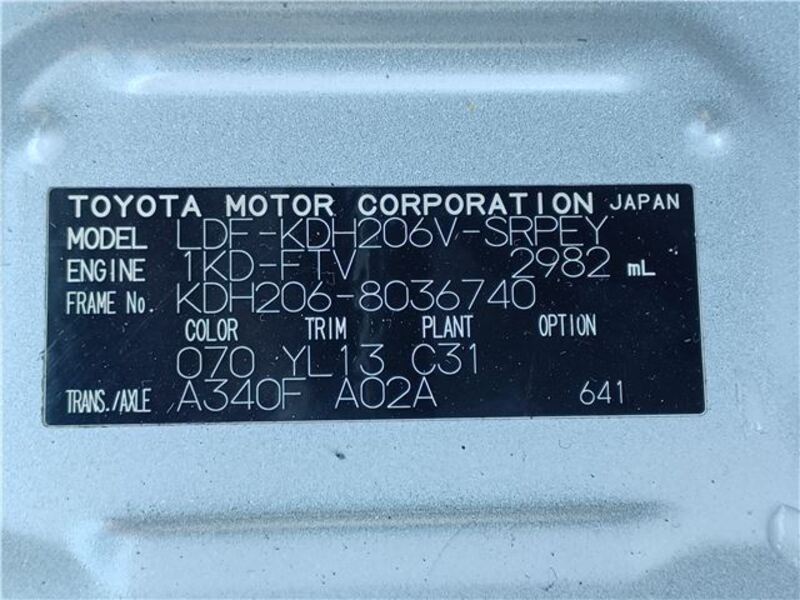 TOYOTA MOTOR CORPORATION JAPAN
MODEL LDF-KDH206V-SRPEY
ENGINE 1KD-FTV 2982 mL
FRAME No. KDH206-8036740
COLOR TRIM PLANT OPTION
070 YL13 C31
TRANS./AXLE A340F A02A 641